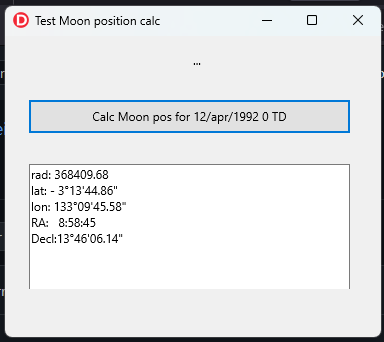 Test Moon position calc
...
Calc Moon pos for 12/apr/1992 0 TD
rad: 368409.68
lat: - 3°13'44.86"
lon: 133°09'45.58"
RA:   8:58:45
Decl:13°46'06.14"